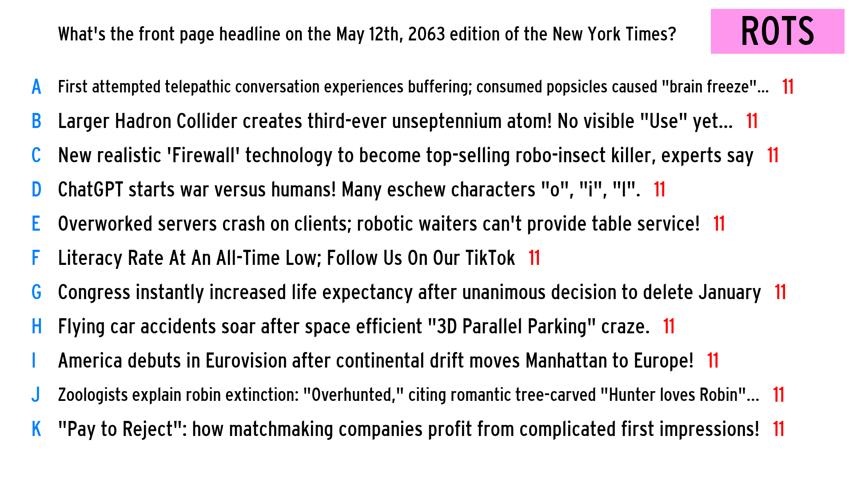 What's the front page headline on the May 12th, 2063 edition of the New York Times?
ROTS
A First attempted telepathic conversation experiences buffering; consumed popsicles caused "brain freeze"... 11
B Larger Hadron Collider creates third-ever unseptennium atom! No visible "Use" yet... 11
C New realistic 'Firewall' technology to become top-selling robo-insect killer, experts say 11
D ChatGPT starts war versus humans! Many eschew characters "o", "i", "l". 11
E Overworked servers crash on clients; robotic waiters can't provide table service! 11
F Literacy Rate At An All-Time Low; Follow Us On Our TikTok 11
G Congress instantly increased life expectancy after unanimous decision to delete January 11
H Flying car accidents soar after space efficient "3D Parallel Parking" craze. 11
I America debuts in Eurovision after continental drift moves Manhattan to Europe! 11
J Zoologists explain robin extinction: "Overhunted," citing romantic tree-carved "Hunter loves Robin"... 11
K "Pay to Reject": how matchmaking companies profit from complicated first impressions! 11